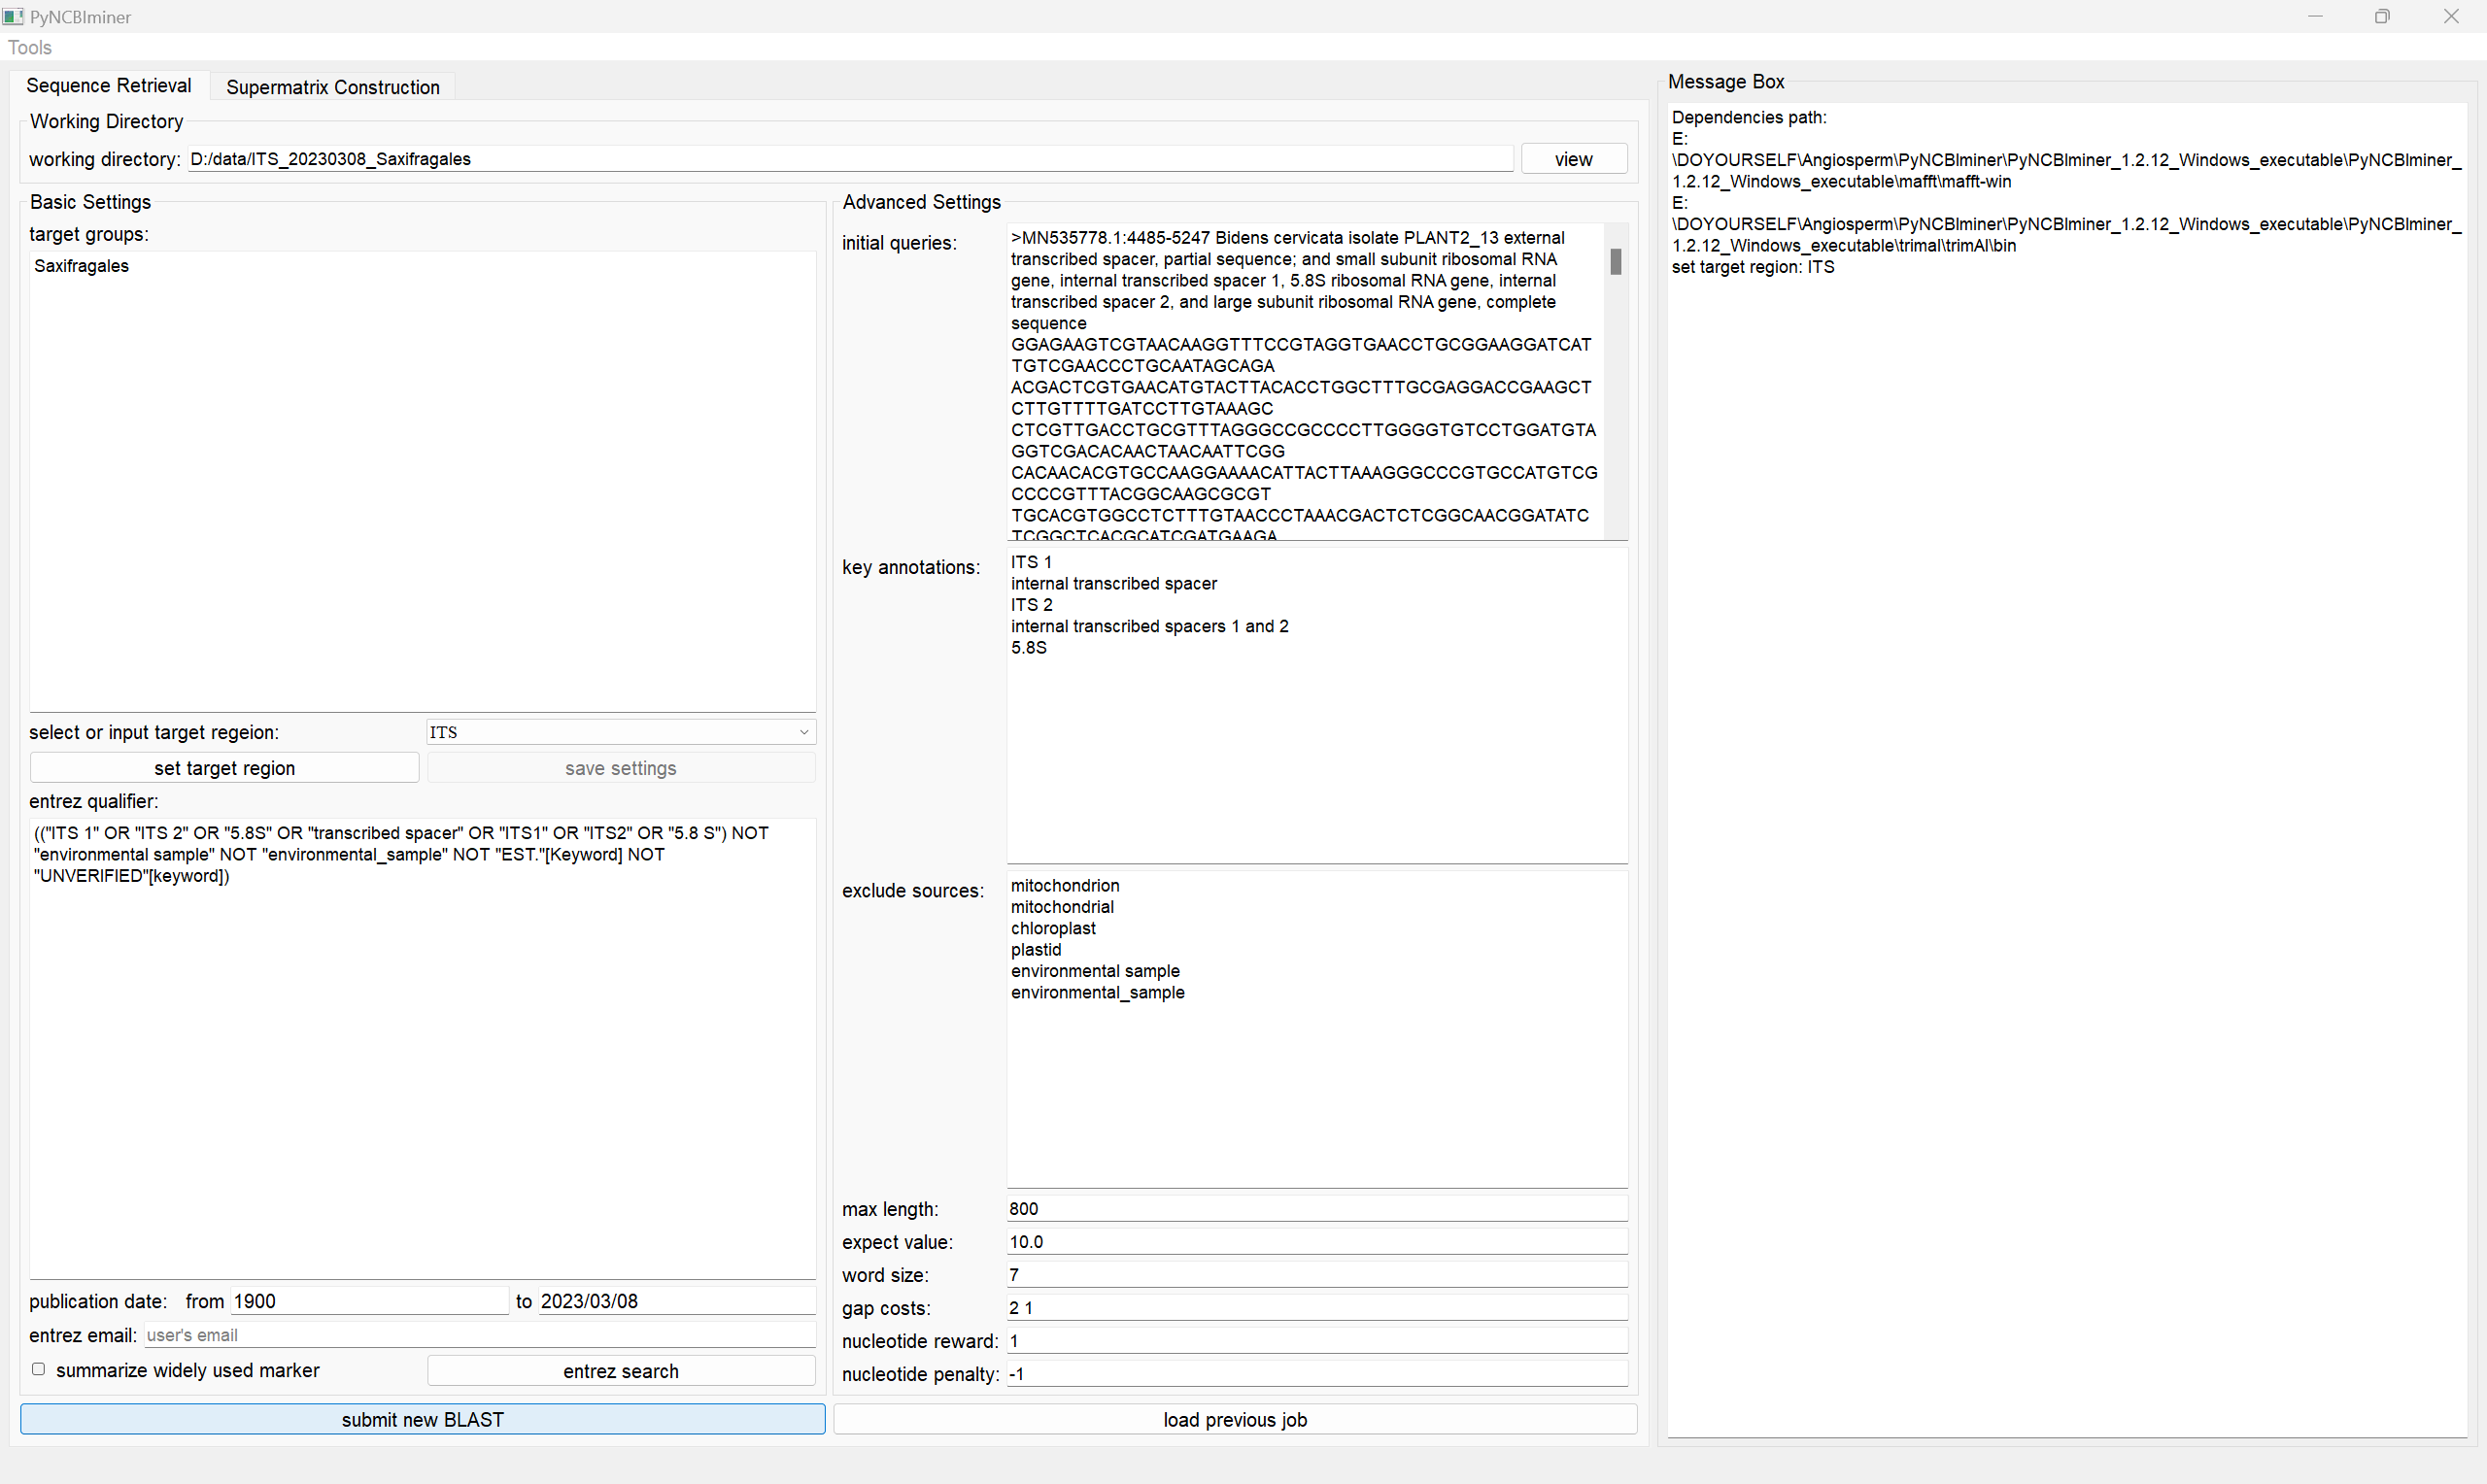 PyNCBIminer
Tools
Sequence Retrieval
Supermatrix Construction
Working Directory
working directory: D:/data/ITS_20230308_Saxifragales
view
Basic Settings
target groups:
Saxifragales
select or input target regeion: ITS
set target region
save settings
entrez qualifier:
(("ITS 1" OR "ITS 2" OR "5.8S" OR "transcribed spacer" OR "ITS1" OR "ITS2" OR "5.8 S") NOT
"environmental sample" NOT "environmental_sample" NOT "EST."[Keyword] NOT
"UNVERIFIED"[keyword])
publication date: from 1900 to 2023/03/08
entrez email: user's email
summarize widely used marker
entrez search
submit new BLAST
Advanced Settings
initial queries:
>MN535778.1:4485-5247 Bidens cervicata isolate PLANT2_13 external
transcribed spacer, partial sequence; and small subunit ribosomal RNA
gene, internal transcribed spacer 1, 5.8S ribosomal RNA gene, internal
transcribed spacer 2, and large subunit ribosomal RNA gene, complete
sequence
GGAGAAGTCGTAACAAGGTTTCCGTAGGTGAACCTGCGGAAGGATCAT
TGTCGAACCCTGCAATAGCAGA
ACGACTCGTGAACATGTACTTACACCTGGCTTTGCGAGGACCGAAGCT
CTTGTTTTGATCCTTGTAAAGC
CTCGTTGACCTGCGTTTAGGGCCGCCCCTTGGGGTGTCCTGGATGTA
GGTCGACACAACTAACAATTCGG
CACAACACGTGCCAAGGAAAACATTACTTAAAGGGCCCGTGCCATGTCG
CCCCGTTTACGGCAAGCGCGT
TGCACGTGGCCTCTTTGTAACCCTAAACGACTCTCGGCAACGGATATC
TCGGCTCACGCATCGATGAAGA
key annotations:
ITS 1
internal transcribed spacer
ITS 2
internal transcribed spacers 1 and 2
5.8S
exclude sources:
mitochondrion
mitochondrial
chloroplast
plastid
environmental sample
environmental_sample
max length: 800
expect value: 10.0
word size: 7
gap costs: 2 1
nucleotide reward: 1
nucleotide penalty: -1
load previous job
Message Box
Dependencies path:
E:
\DOYOURSELF\Angiosperm\PyNCBIminer\PyNCBIminer_1.2.12_Windows_executable\PyNCBIminer_
1.2.12_Windows_executable\mafft\mafft-win
E:
\DOYOURSELF\Angiosperm\PyNCBIminer\PyNCBIminer_1.2.12_Windows_executable\PyNCBIminer_
1.2.12_Windows_executable\trimal\trimAl\bin
set target region: ITS